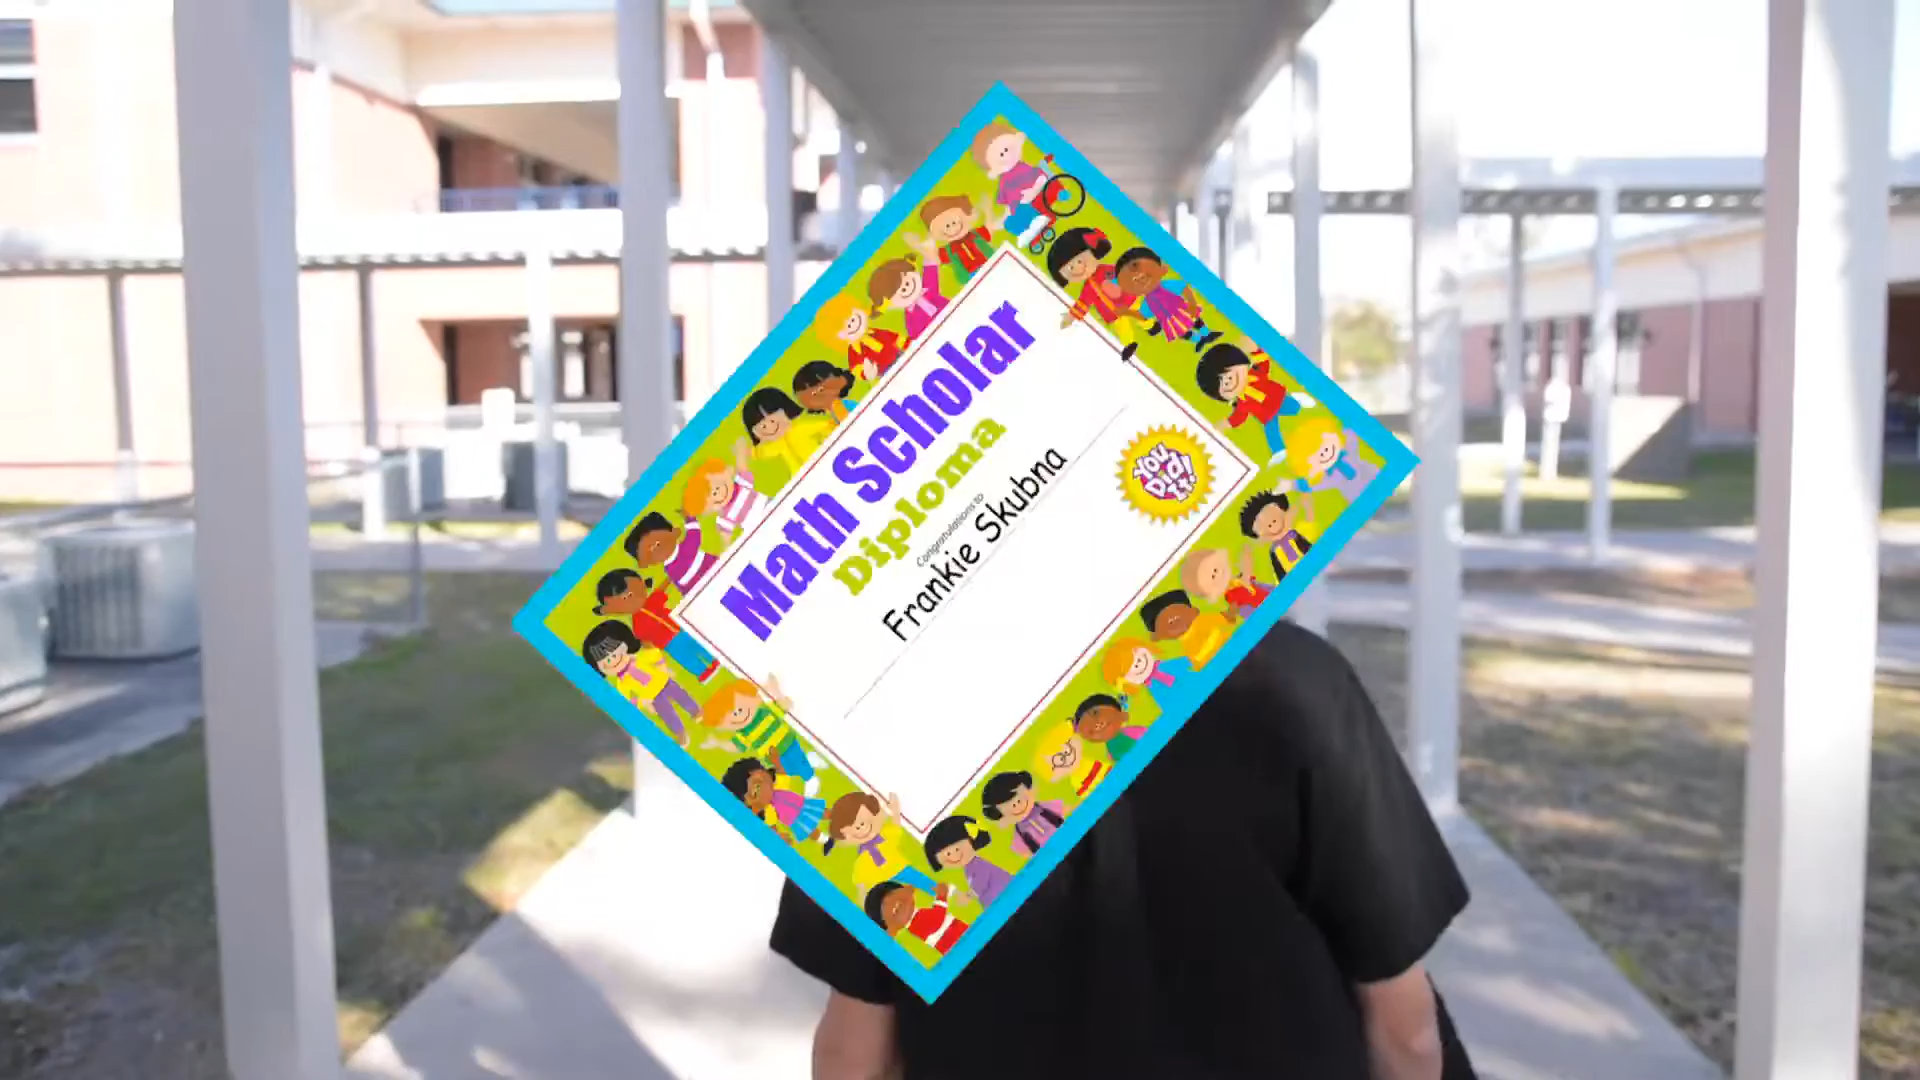 Math Scholar
Diploma
Congratulations to
Frankie Skubna
You
Did
It!